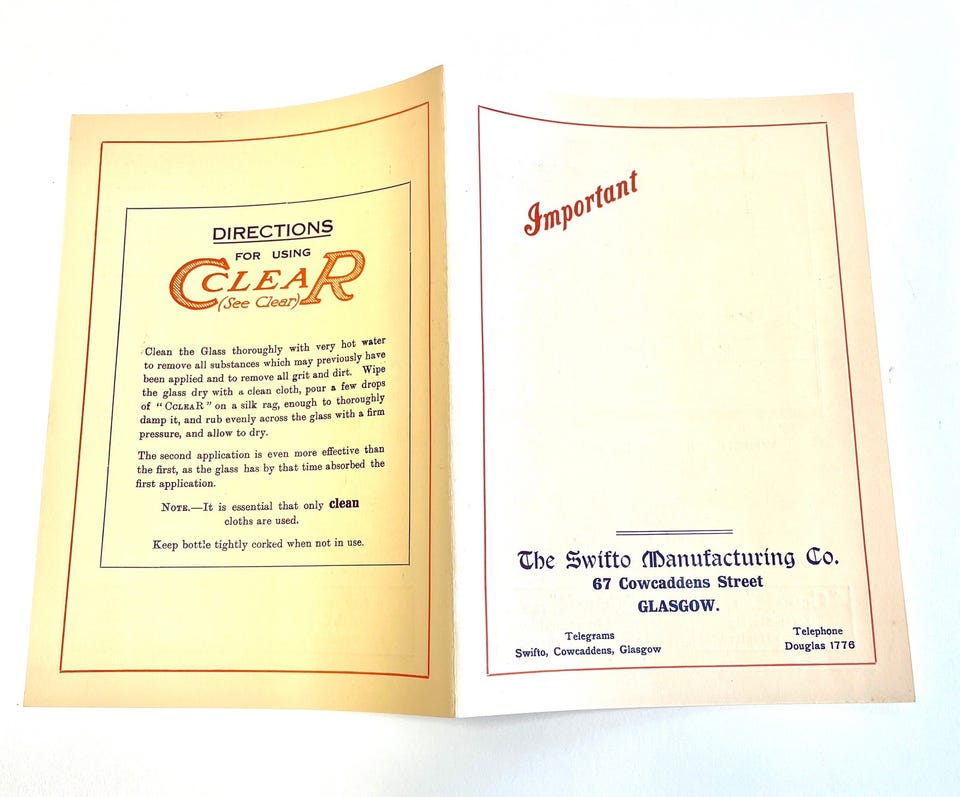 DIRECTIONS
FOR USING
CCLEAR
(See Clear)
Clean the Glass thoroughly with very hot water
to remove all substances which may previously have
been applied and to remove all grit and dirt. Wipe
the glass dry with a clean cloth, pour a few drops
of "CCLEAR" on a silk rag, enough to thoroughly
damp it, and rub evenly across the glass with a firm
pressure, and allow to dry.
The second application is even more effective than
the first, as the glass has by that time absorbed the
first application.
NOTE.—It is essential that only clean
cloths are used.
Keep bottle tightly corked when not in use.
Important
The Swifto Manufacturing Co.
67 Cowcaddens Street
GLASGOW.
Telegrams
Swifto, Cowcaddens, Glasgow
Telephone
Douglas 1776